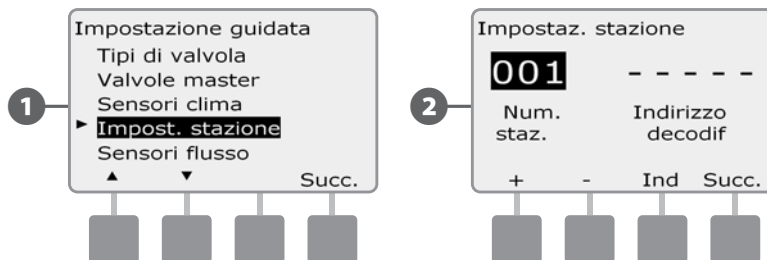 1
Impostazione guidata
Tipi di valvola
Valvole master
Sensori clima
► Impost. stazione
Sensori flusso
▲ ▼ Succ.
2
Impostaz. stazione
001 - - - - -
Num. staz.
Indirizzo decodif
+ - Ind Succ.